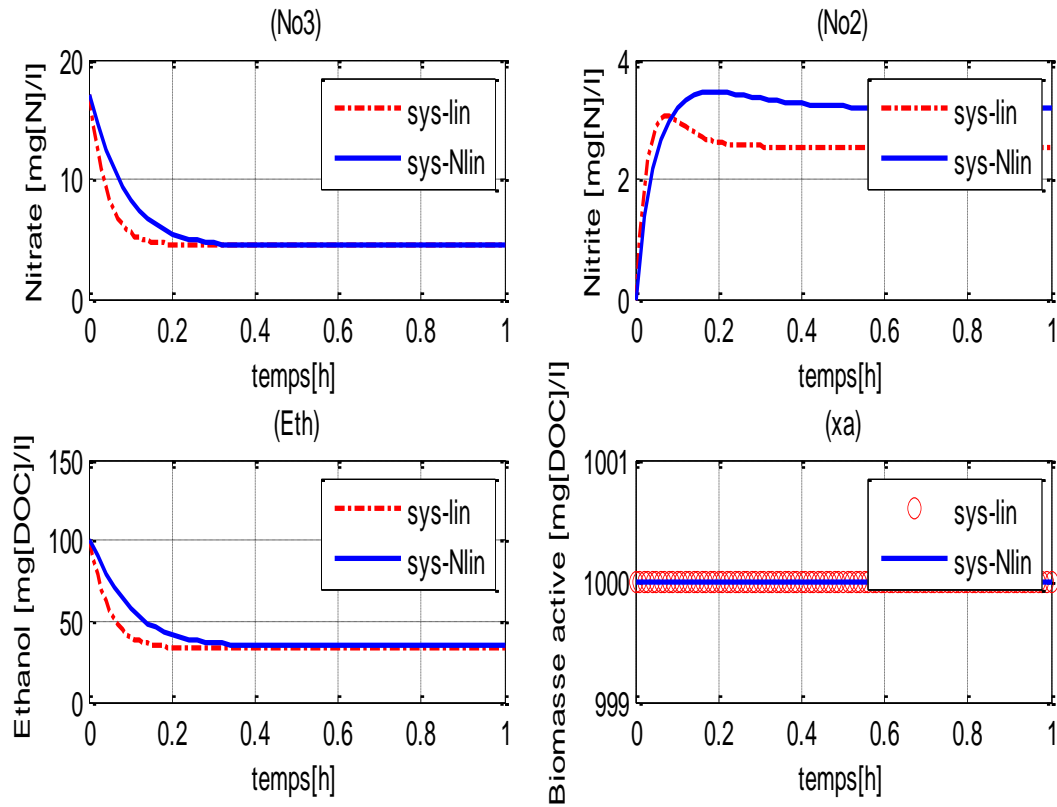 (No3)
Nitrate [mg[N]/l]
20
10
0
sys-lin
sys-Nlin
0 0.2 0.4 0.6 0.8 1
temps[h]
(No2)
Nitrite [mg[N]/l]
4
2
0
sys-lin
sys-Nlin
0 0.2 0.4 0.6 0.8 1
temps[h]
(Eth)
Ethanol [mg[DOC]/l]
150
100
50
0
sys-lin
sys-Nlin
0 0.2 0.4 0.6 0.8 1
temps[h]
(xa)
Biomasse active [mg[DOC]/l]
1001
1000
999
sys-lin
sys-Nlin
0 0.2 0.4 0.6 0.8 1
temps[h]